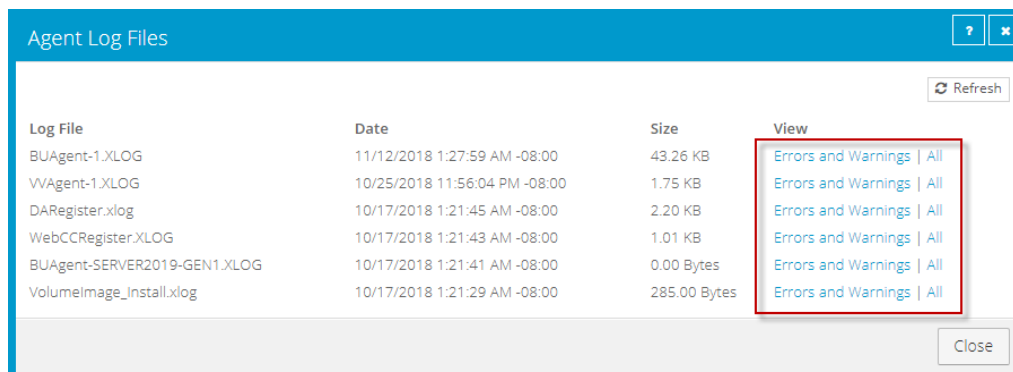 Agent Log Files
? ×
Refresh
Log File Date Size View
BUAgent-1.XLOG 11/12/2018 1:27:59 AM -08:00 43.26 KB Errors and Warnings | All
VVAgent-1.XLOG 10/25/2018 11:56:04 PM -08:00 1.75 KB Errors and Warnings | All
DARegister.xlog 10/17/2018 1:21:45 AM -08:00 2.20 KB Errors and Warnings | All
WebCCRegister.XLOG 10/17/2018 1:21:43 AM -08:00 1.01 KB Errors and Warnings | All
BUAgent-SERVER2019-GEN1.XLOG 10/17/2018 1:21:41 AM -08:00 0.00 Bytes Errors and Warnings | All
VolumeImage_Install.xlog 10/17/2018 1:21:29 AM -08:00 285.00 Bytes Errors and Warnings | All
Close